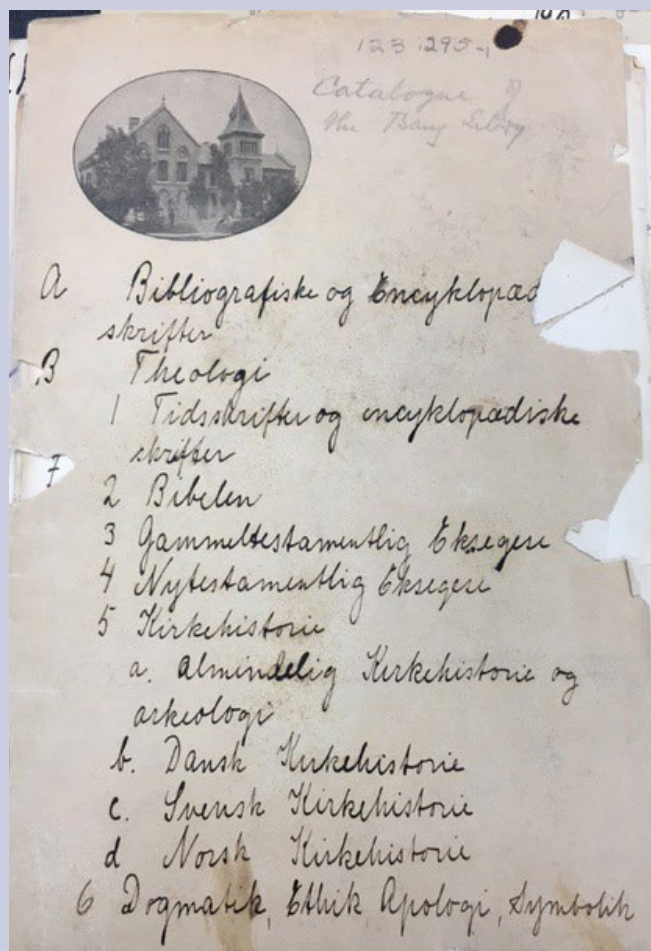 123 295-1
Catalogue of
the Bang Library
A Bibliografiske og Encyklopæd
skrifter
B Theologi
1 Tidsskrifter og encyklopædiske
skrifter
7
2 Bibelen
3 Gammeltestamentlig Eksegese
4 Nytestamentlig Eksegese
5 Kirkehistorie
a. Almindelig Kirkehistorie og
arkeologi
b. Dansk Kirkehistorie
c. Svensk Kirkehistorie
d Norsk Kirkehistorie
6 Dogmatik, Ethik, Apologi, Symbolik